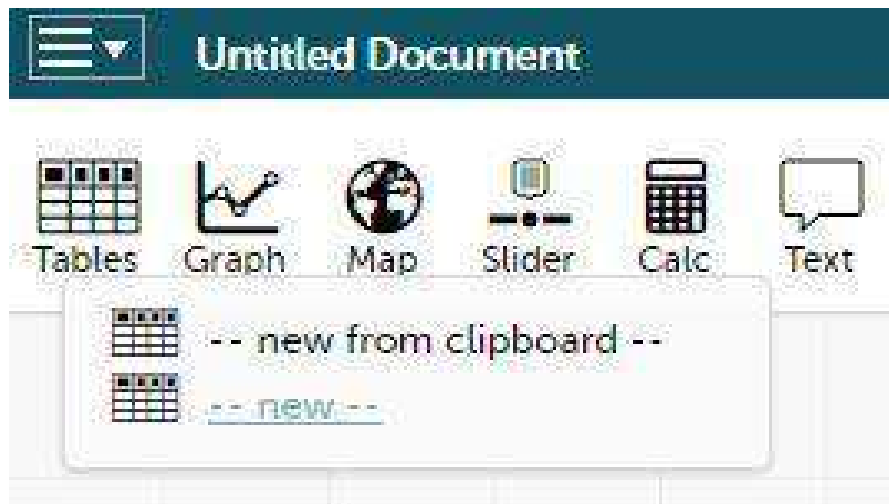 Untitled Document
Tables Graph Map Slider Calc Text
-- new from clipboard --
-- new --